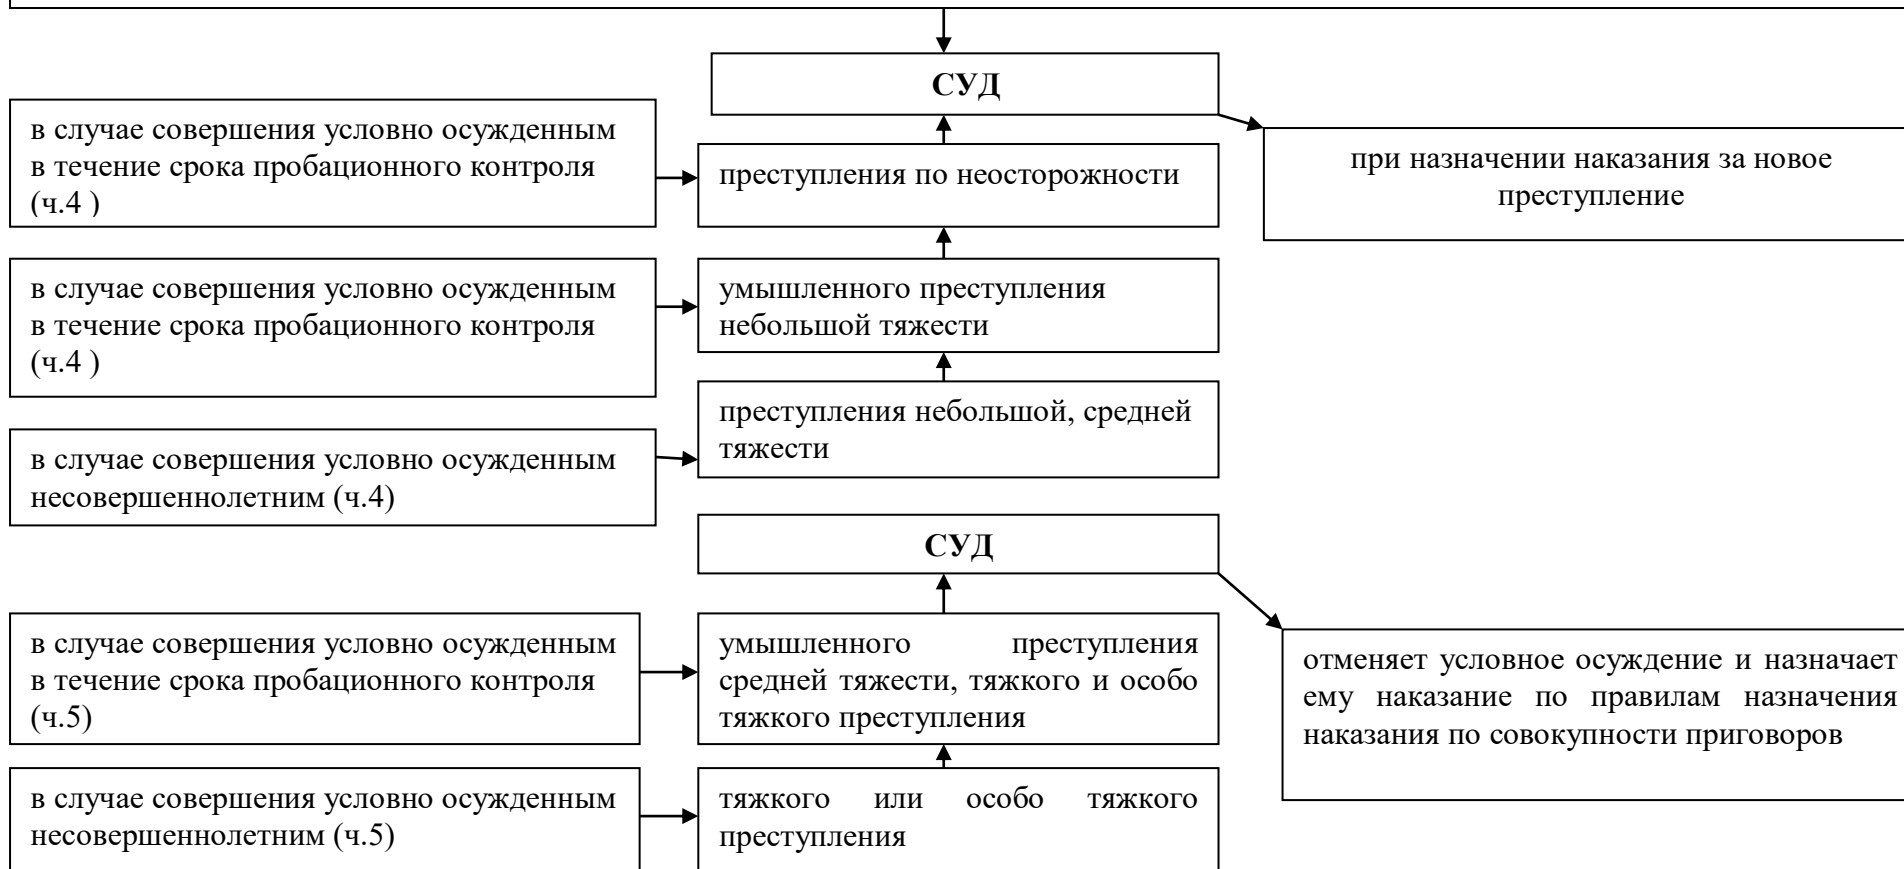 СУД
в случае совершения условно осужденным
в течение срока пробационного контроля
(ч.4 )
преступления по неосторожности
при назначении наказания за новое
преступление
в случае совершения условно осужденным
в течение срока пробационного контроля
(ч.4 )
умышленного преступления
небольшой тяжести
преступления небольшой, средней
тяжести
в случае совершения условно осужденным
несовершеннолетним (ч.4)
СУД
в случае совершения условно осужденным
в течение срока пробационного контроля
(ч.5)
умышленного преступления
средней тяжести, тяжкого и особо
тяжкого преступления
отменяет условное осуждение и назначает
ему наказание по правилам назначения
наказания по совокупности приговоров
в случае совершения условно осужденным
несовершеннолетним (ч.5)
тяжкого или особо тяжкого
преступления